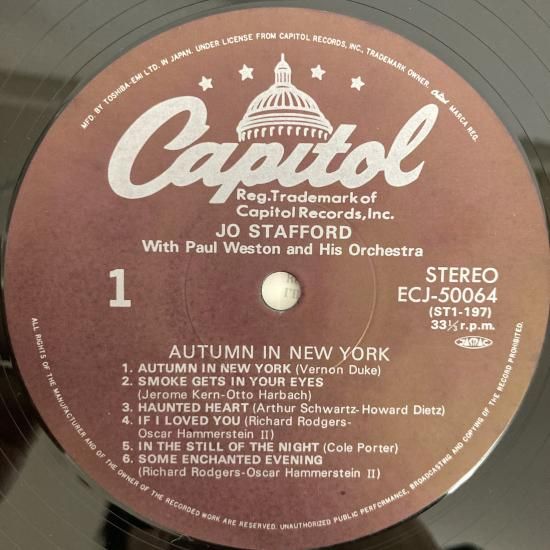 MFD. BY TOSHIBA-EMI LTD. IN JAPAN. UNDER LICENSE FROM CAPITOL RECORDS, INC., TRADEMARK OWNER. Capitol MARCA REG.
Capitol
Reg.Trademark of
Capitol Records,Inc.
JO STAFFORD
With Paul Weston and His Orchestra
1
STEREO
ECJ-50064
(ST1-197)
33⅓ r.p.m.
JASRAC
AUTUMN IN NEW YORK
1. AUTUMN IN NEW YORK (Vernon Duke)
2. SMOKE GETS IN YOUR EYES
(Jerome Kern-Otto Harbach)
3. HAUNTED HEART (Arthur Schwartz-Howard Dietz)
4. IF I LOVED YOU (Richard Rodgers-
Oscar Hammerstein II)
5. IN THE STILL OF THE NIGHT (Cole Porter)
6. SOME ENCHANTED EVENING
(Richard Rodgers-Oscar Hammerstein II)
ALL RIGHTS OF THE MANUFACTURER AND OF THE OWNER OF THE RECORDED WORK ARE RESERVED. UNAUTHORIZED PUBLIC PERFORMANCE, BROADCASTING AND COPYING OF THE RECORD PROHIBITED.